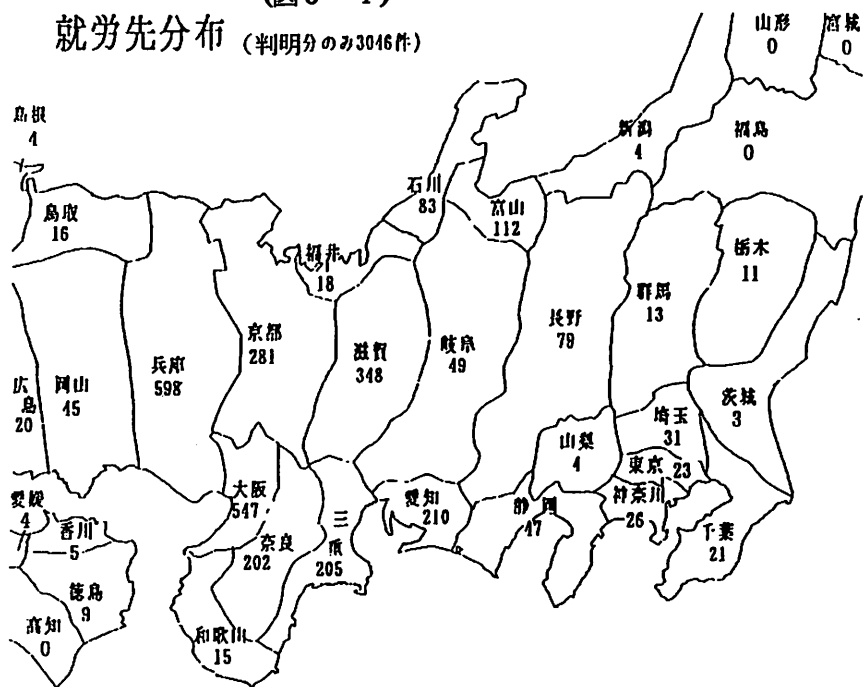 就労先分布 (判明分のみ3046件)
山形
0
宮城
0
島根
4
新潟
4
福島
0
石川
83
鳥取
16
富山
112
福井
18
栃木
11
群馬
13
長野
79
京都
281
滋賀
348
岐阜
49
兵庫
598
岡山
45
広島
20
茨城
3
埼玉
31
山梨
4
東京 23
大阪
547
愛知
210
静岡
47
神奈川
26
愛媛
4
香川
5
三重
205
奈良
202
千葉
21
徳島
9
高知
0
和歌山
15